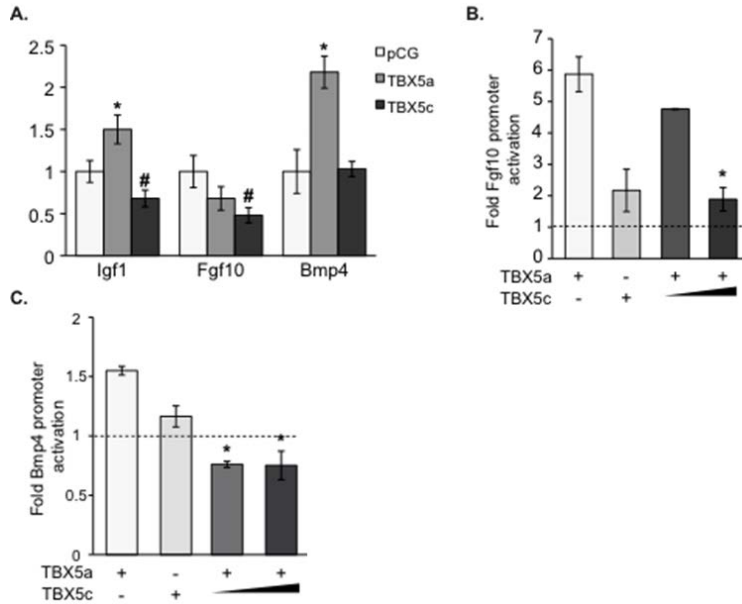 A.
2.5
2
1.5
1
0.5
0
*
#
#
*
Igf1 Fgf10 Bmp4
pCG
TBX5a
TBX5c
B.
Fold Fgf10 promoter
activation
7
6
5
4
3
2
1
0
*
TBX5a + - + +
TBX5c - +
C.
Fold Bmp4 promoter
activation
2
1.5
1
0.5
0
* *
TBX5a + - + +
TBX5c - +